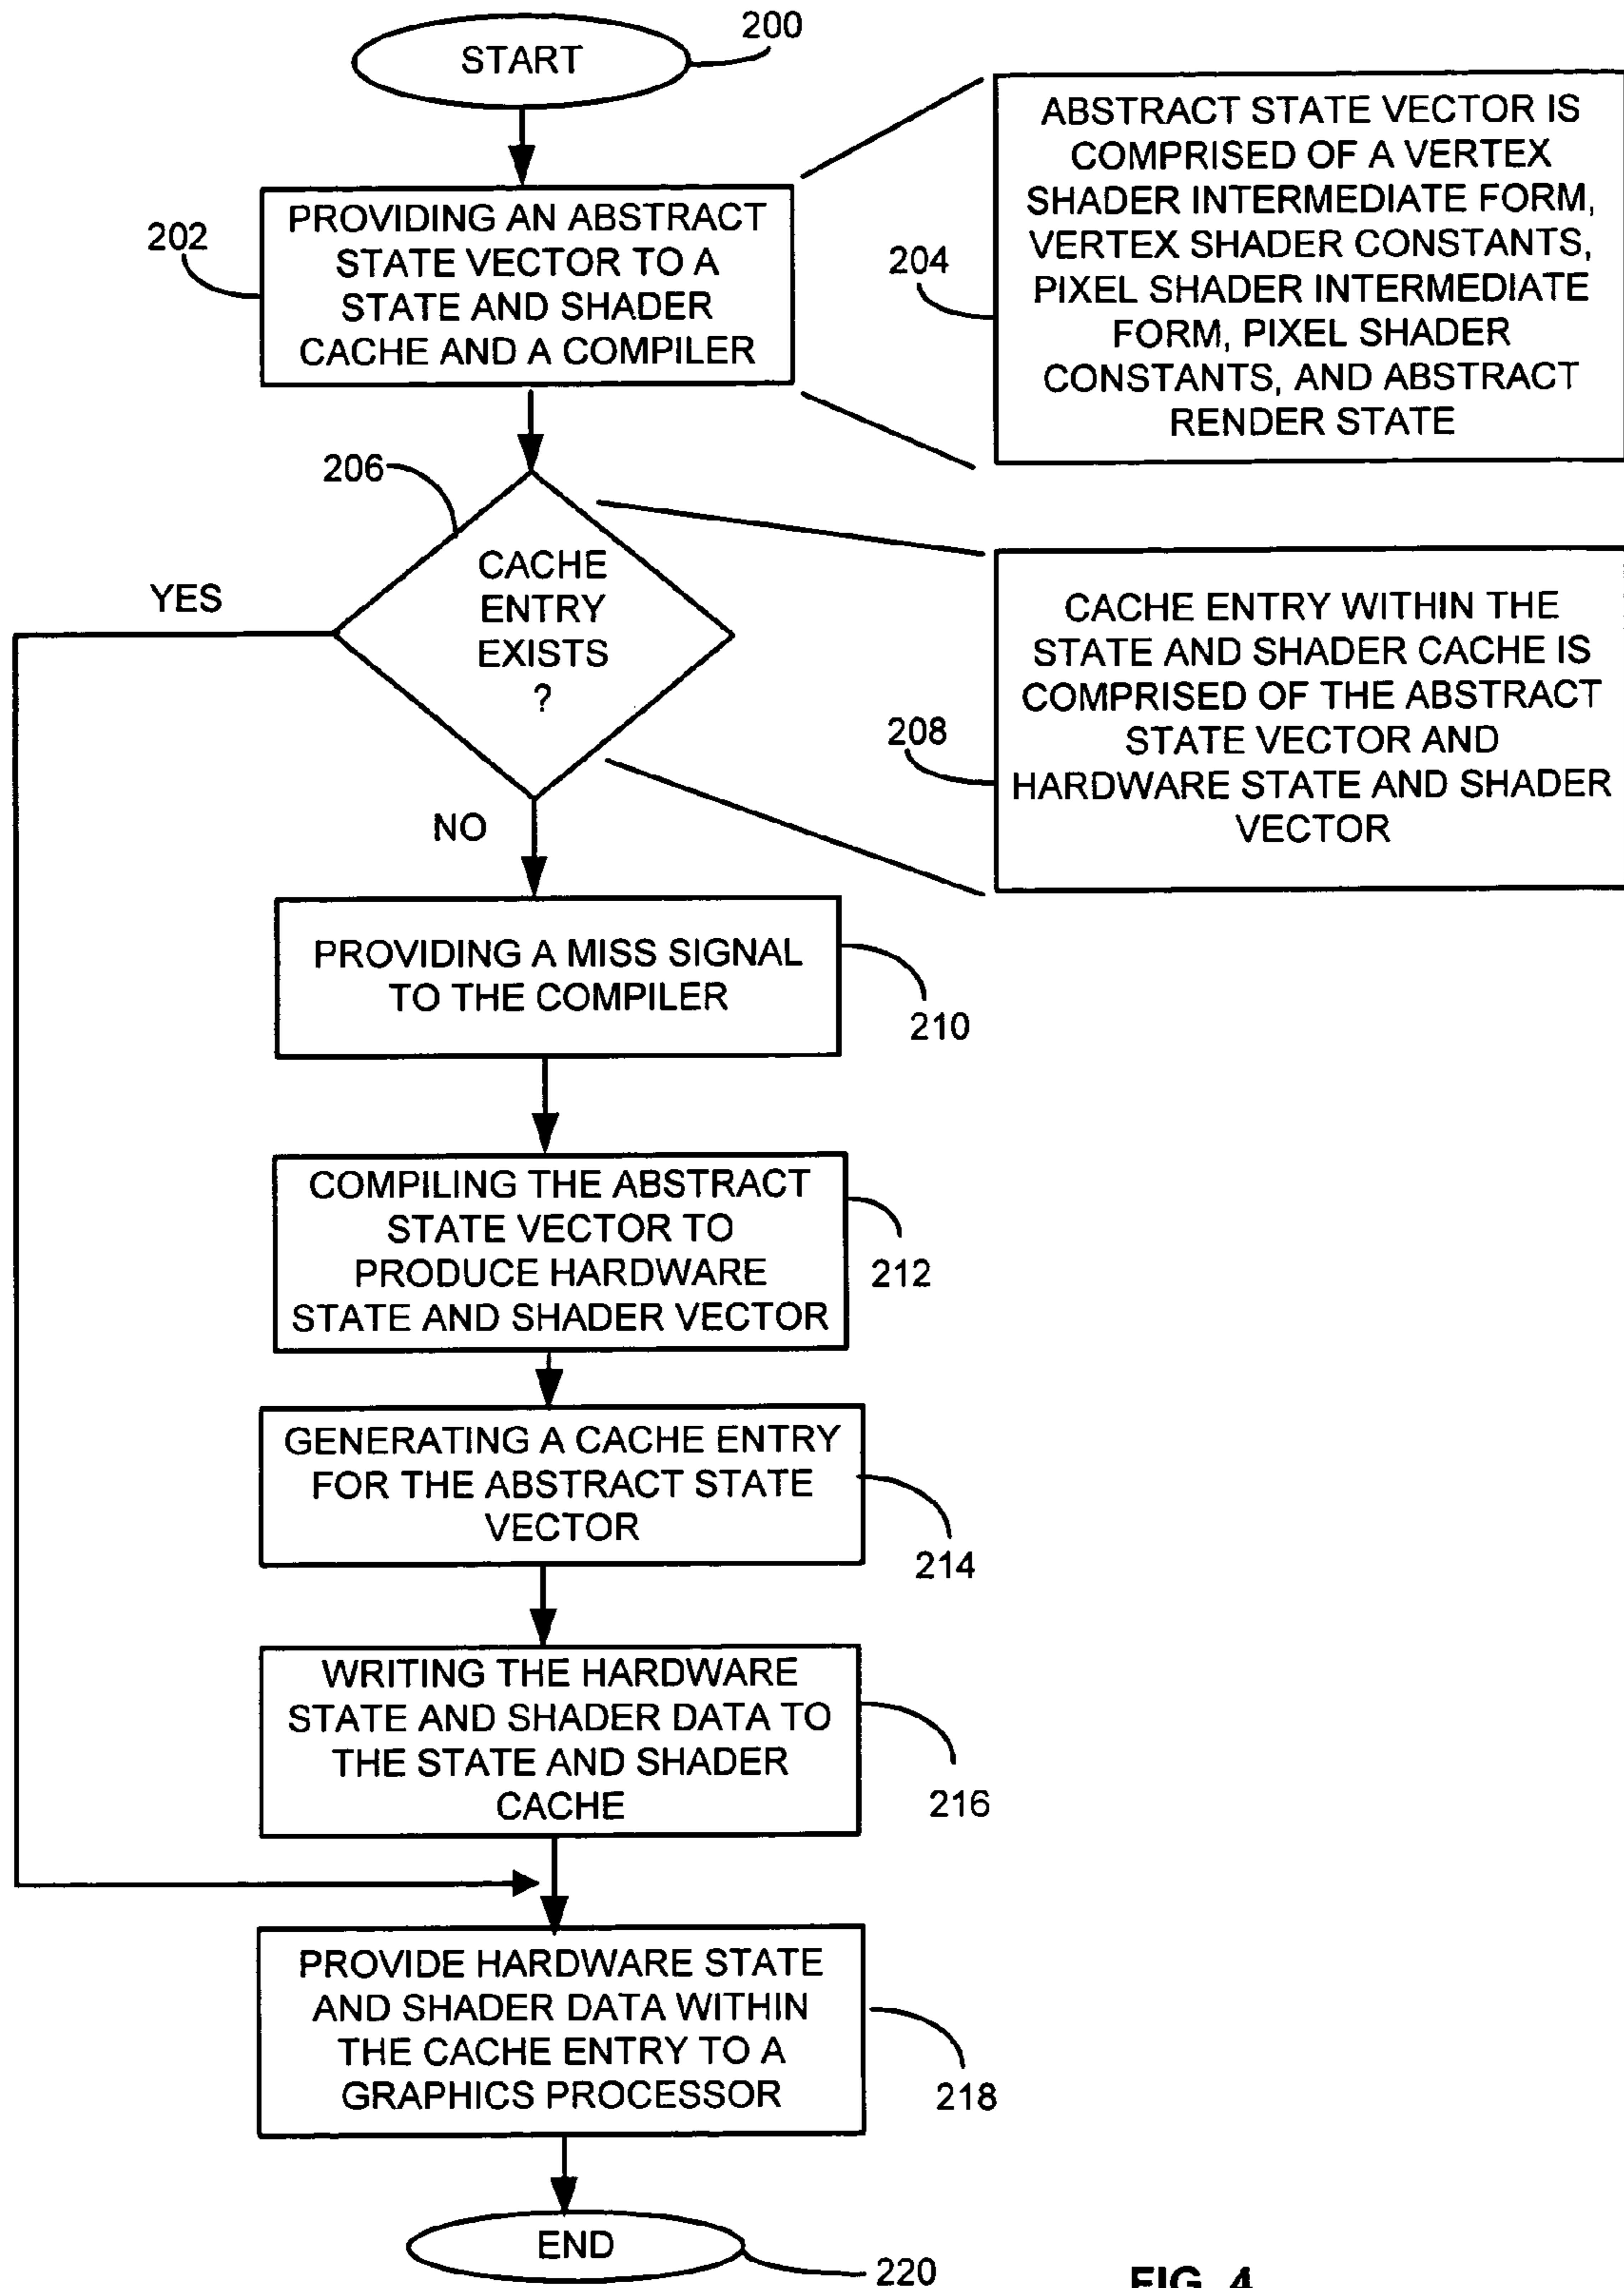 START
200
PROVIDING AN ABSTRACT
STATE VECTOR TO A
STATE AND SHADER
CACHE AND A COMPILER
202
ABSTRACT STATE VECTOR IS
COMPRISED OF A VERTEX
SHADER INTERMEDIATE FORM,
VERTEX SHADER CONSTANTS,
PIXEL SHADER INTERMEDIATE
FORM, PIXEL SHADER
CONSTANTS, AND ABSTRACT
RENDER STATE
204
206
CACHE
ENTRY
EXISTS
?
YES
NO
CACHE ENTRY WITHIN THE
STATE AND SHADER CACHE IS
COMPRISED OF THE ABSTRACT
STATE VECTOR AND
HARDWARE STATE AND SHADER
VECTOR
208
PROVIDING A MISS SIGNAL
TO THE COMPILER
210
COMPILING THE ABSTRACT
STATE VECTOR TO
PRODUCE HARDWARE
STATE AND SHADER VECTOR
212
GENERATING A CACHE ENTRY
FOR THE ABSTRACT STATE
VECTOR
214
WRITING THE HARDWARE
STATE AND SHADER DATA TO
THE STATE AND SHADER
CACHE
216
PROVIDE HARDWARE STATE
AND SHADER DATA WITHIN
THE CACHE ENTRY TO A
GRAPHICS PROCESSOR
218
END
220
FIG. 4